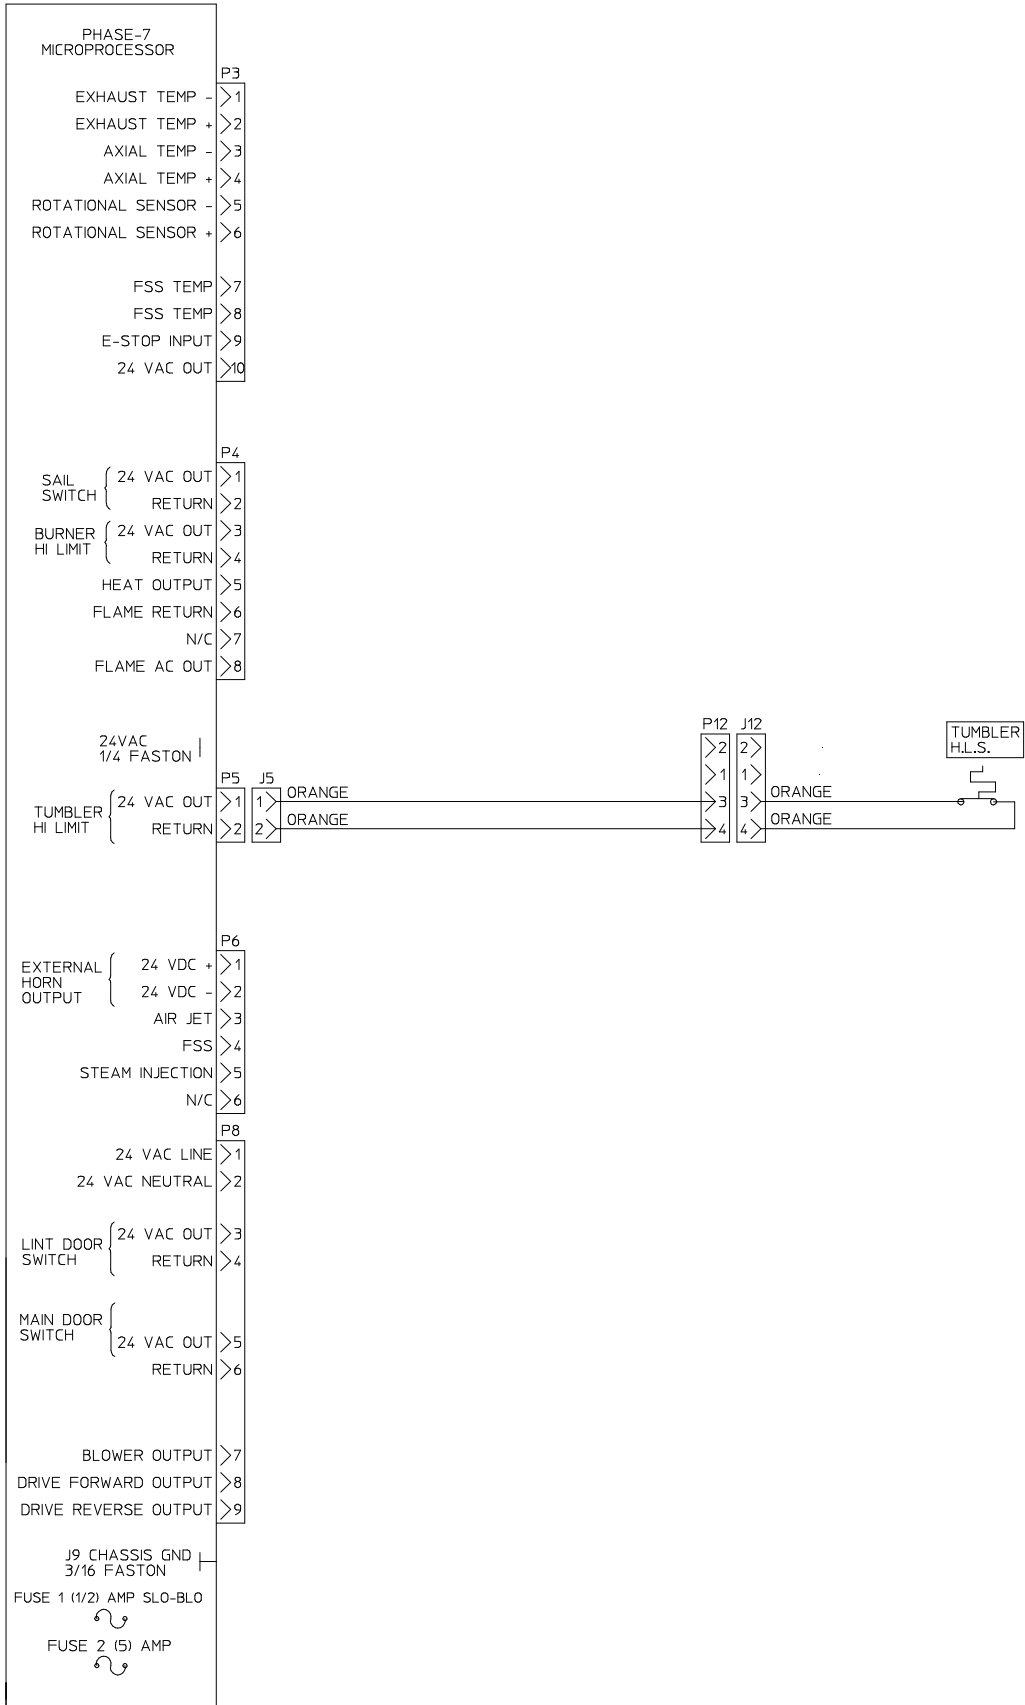 PHASE-7
MICROPROCESSOR
P3
EXHAUST TEMP - 1
EXHAUST TEMP + 2
AXIAL TEMP - 3
AXIAL TEMP + 4
ROTATIONAL SENSOR - 5
ROTATIONAL SENSOR + 6
FSS TEMP 7
FSS TEMP 8
E-STOP INPUT 9
24 VAC OUT 10
P4
SAIL
SWITCH
24 VAC OUT 1
RETURN 2
BURNER
HI LIMIT
24 VAC OUT 3
RETURN 4
HEAT OUTPUT 5
FLAME RETURN 6
N/C 7
FLAME AC OUT 8
24VAC
1/4 FASTON
P5 J5
TUMBLER
HI LIMIT
24 VAC OUT 1 1 ORANGE
RETURN 2 2 ORANGE
P12 J12
2 2
1 1
3 3 ORANGE
4 4 ORANGE
TUMBLER
H.L.S.
P6
EXTERNAL
HORN
OUTPUT
24 VDC + 1
24 VDC - 2
AIR JET 3
FSS 4
STEAM INJECTION 5
N/C 6
P8
24 VAC LINE 1
24 VAC NEUTRAL 2
LINT DOOR
SWITCH
24 VAC OUT 3
RETURN 4
MAIN DOOR
SWITCH
24 VAC OUT 5
RETURN 6
BLOWER OUTPUT 7
DRIVE FORWARD OUTPUT 8
DRIVE REVERSE OUTPUT 9
J9 CHASSIS GND
3/16 FASTON
FUSE 1 (1/2) AMP SLO-BLO
FUSE 2 (5) AMP